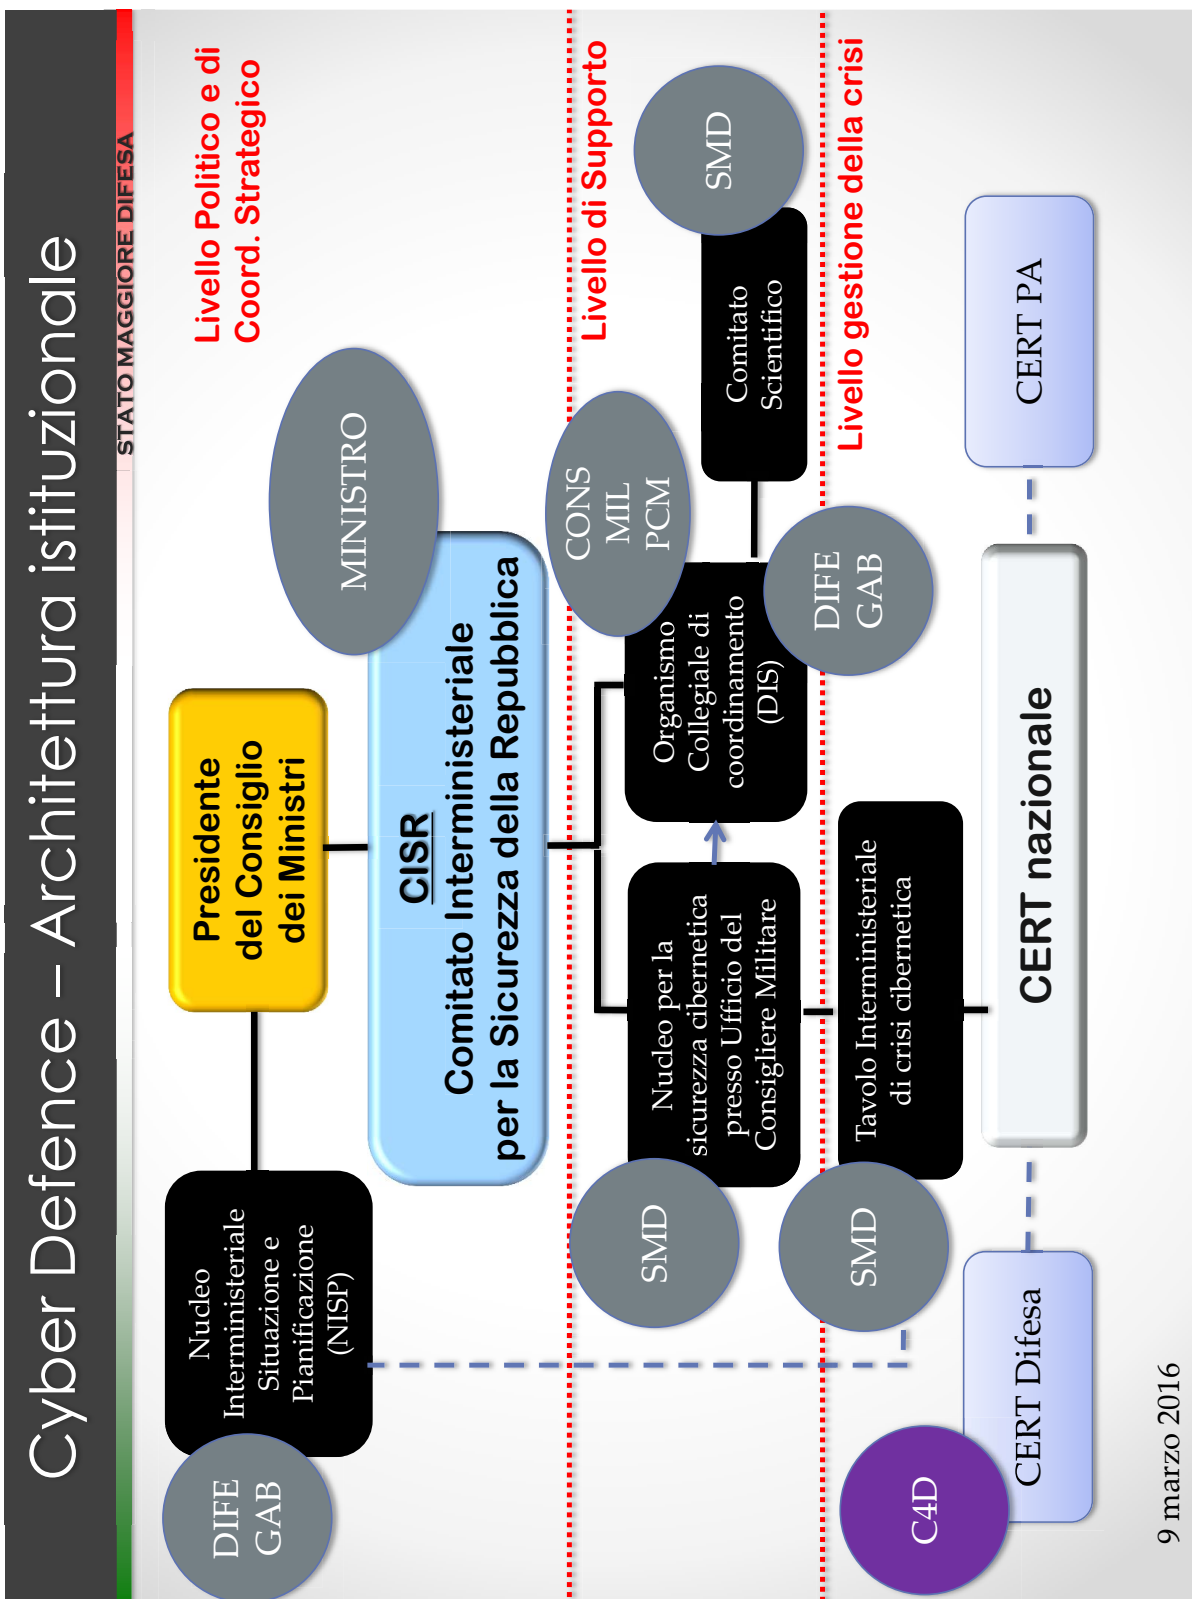 Cyber Defence – Architettura istituzionale
STATO MAGGIORE DIFESA
Livello Politico e di
Coord. Strategico
DIFE
GAB
Nucleo
Interministeriale
Situazione e
Pianificazione
(NISP)
Presidente
del Consiglio
dei Ministri
MINISTRO
CISR
Comitato Interministeriale
per la Sicurezza della Repubblica
Livello di Supporto
SMD
Nucleo per la
sicurezza cibernetica
presso Ufficio del
Consigliere Militare
Organismo
Collegiale di
coordinamento
(DIS)
CONS
MIL
PCM
DIFE
GAB
Comitato
Scientifico
SMD
Livello gestione della crisi
SMD
Tavolo Interministeriale
di crisi cibernetica
C4D
CERT Difesa
CERT nazionale
CERT PA
9 marzo 2016